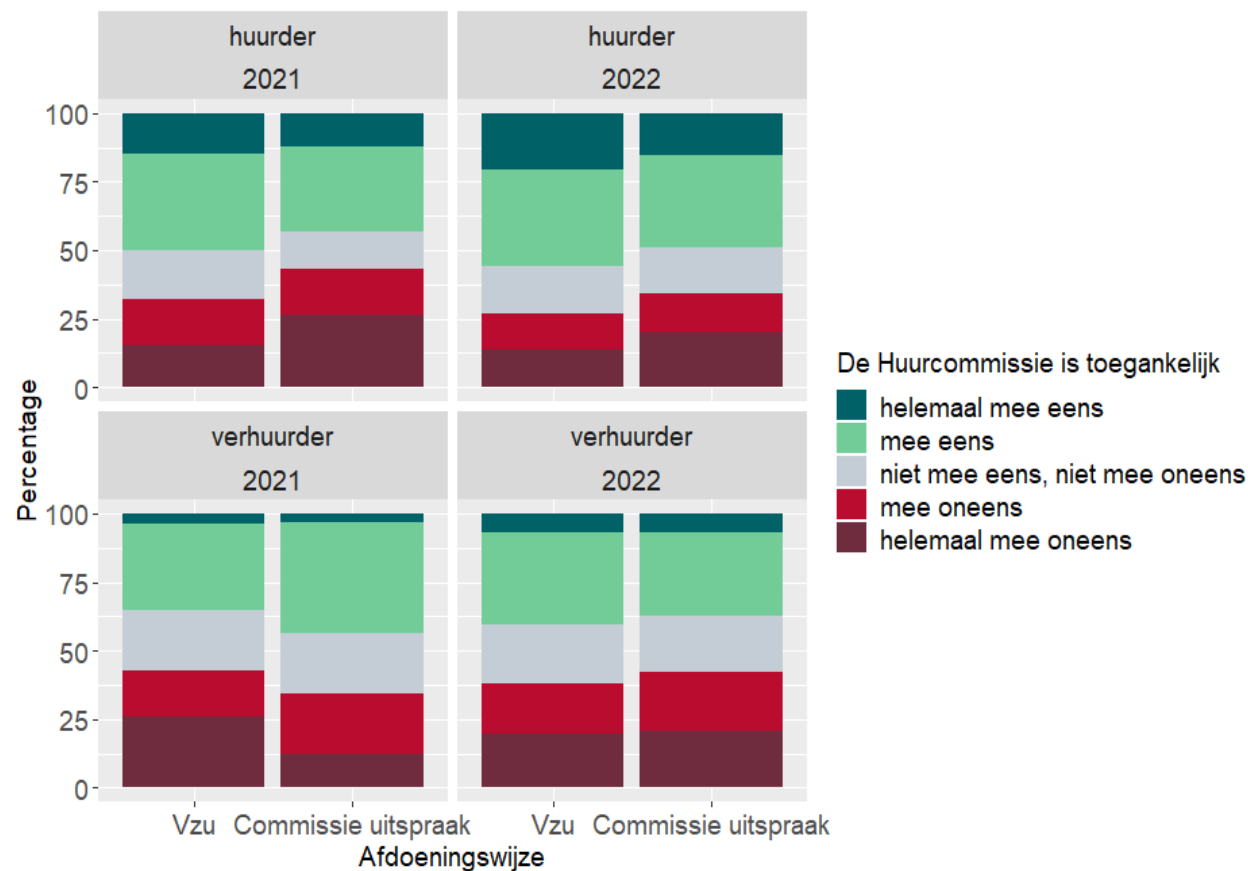 huurder
2021
huurder
2022
100
75
50
25
0
verhuurder
2021
verhuurder
2022
100
75
50
25
0
Percentage
Vzu
Commissie uitspraak
Vzu
Commissie uitspraak
Afdoeningswijze
De Huurcommissie is toegankelijk
helemaal mee eens
mee eens
niet mee eens, niet mee oneens
mee oneens
helemaal mee oneens